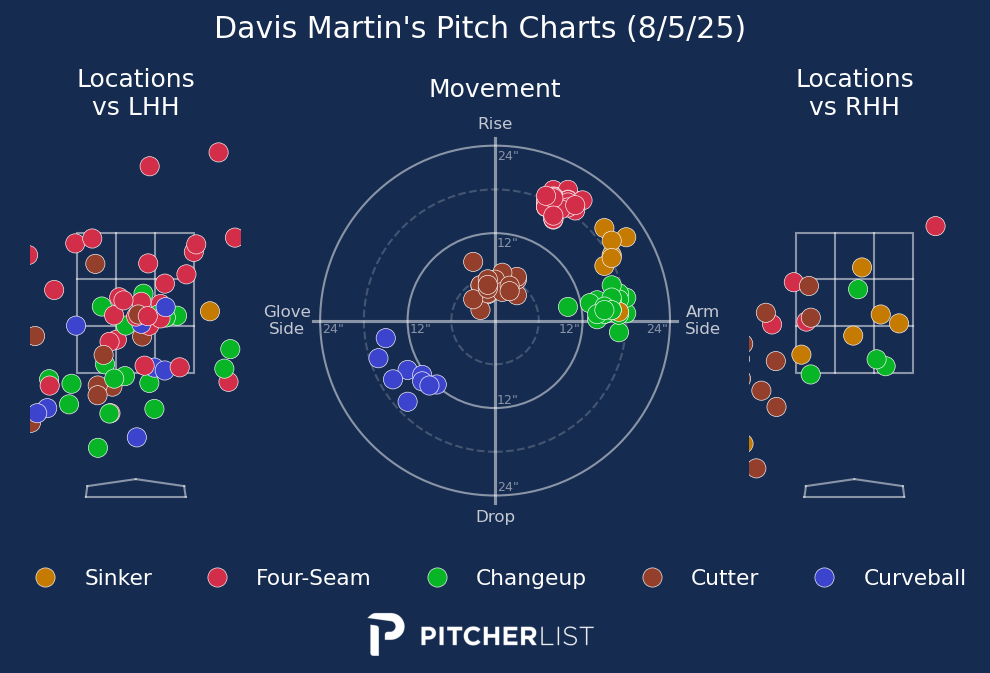 Davis Martin's Pitch Charts (8/5/25)
Locations
vs LHH
Movement
Locations
vs RHH
Rise
24"
12"
Glove
Side
24"
12"
12"
24"
Arm
Side
12"
24"
Drop
Sinker
Four-Seam
Changeup
Cutter
Curveball
PITCHERLIST